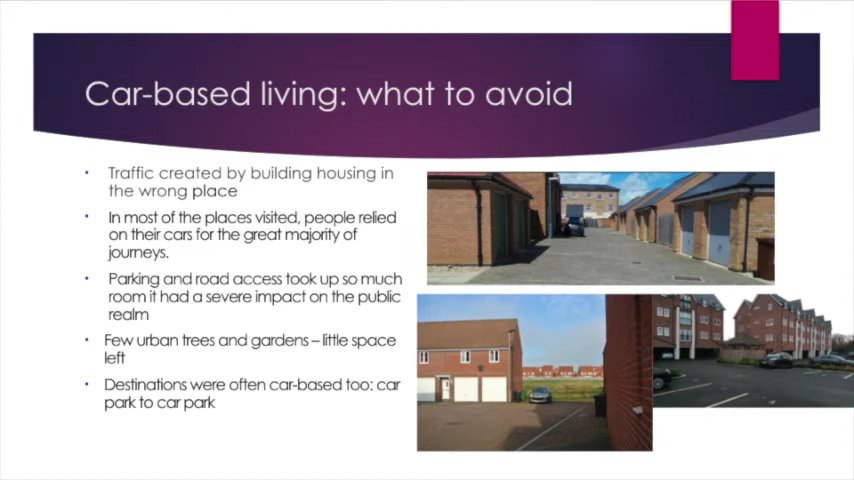 Car-based living: what to avoid
• Traffic created by building housing in
the wrong place
• In most of the places visited, people relied
on their cars for the great majority of
journeys.
• Parking and road access took up so much
room it had a severe impact on the public
realm
• Few urban trees and gardens – little space
left
• Destinations were often car-based too: car
park to car park